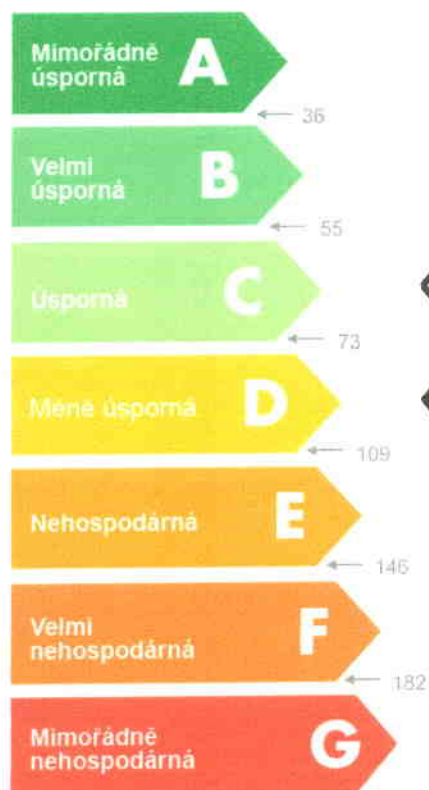 Mimořádně
úsporná
A
36
Velmi
úsporná
B
55
Úsporná
C
73
Méně úsporná
D
109
Nehospodárná
E
146
Velmi
nehospodárná
F
182
Mimořádně
nehospodárná
G